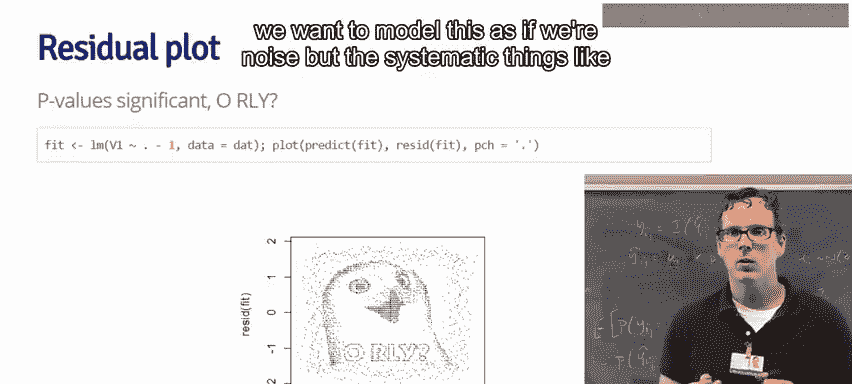 we want to model this as if we're
noise but the systematic things like
Residual plot
P-values significant, O RLY?
fit <- lm(V1 ~ . - 1, data = dat); plot(predict(fit), resid(fit), pch = '.')
2
1
0
-1
-2
resid(fit)
O RLY?